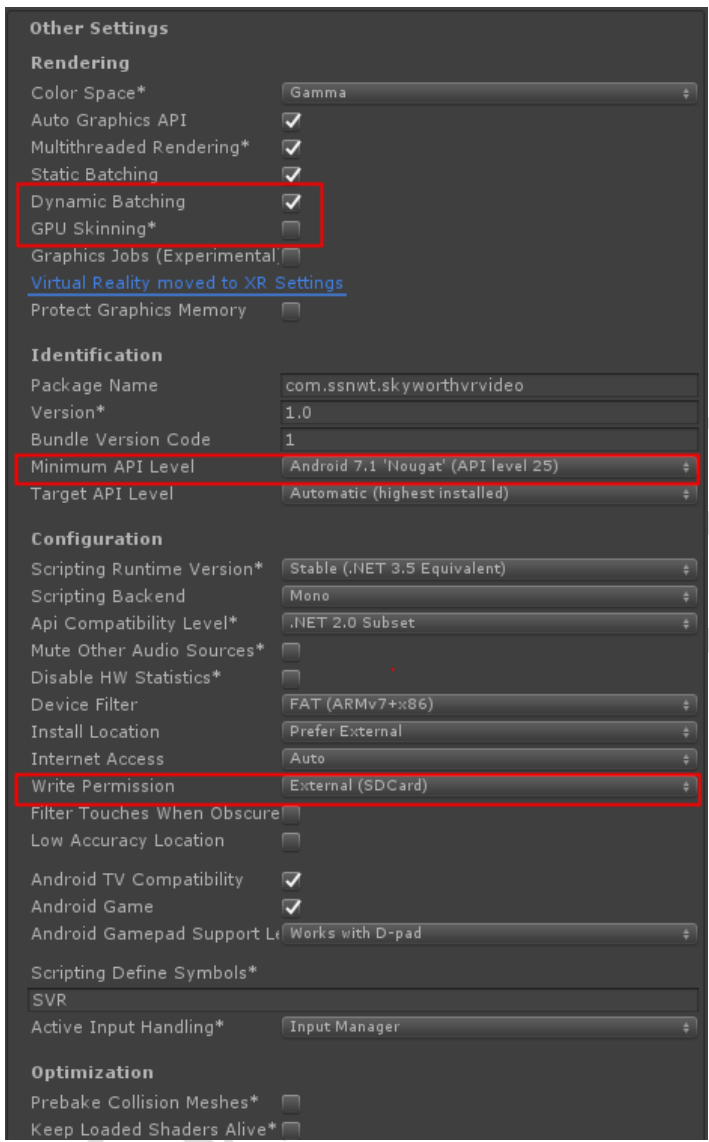 Other Settings
Rendering
Color Space* Gamma
Auto Graphics API
Multithreaded Rendering*
Static Batching
Dynamic Batching
GPU Skinning*
Graphics Jobs (Experimental)
Virtual Reality moved to XR Settings
Protect Graphics Memory
Identification
Package Name com.ssnwt.skyworthvrvideo
Version* 1.0
Bundle Version Code 1
Minimum API Level Android 7.1 'Nougat' (API level 25)
Target API Level Automatic (highest installed)
Configuration
Scripting Runtime Version* Stable (.NET 3.5 Equivalent)
Scripting Backend Mono
Api Compatibility Level* .NET 2.0 Subset
Mute Other Audio Sources*
Disable HW Statistics*
Device Filter FAT (ARMv7+x86)
Install Location Prefer External
Internet Access Auto
Write Permission External (SDCard)
Filter Touches When Obscure
Low Accuracy Location
Android TV Compatibility
Android Game
Android Gamepad Support Le Works with D-pad
Scripting Define Symbols*
SVR
Active Input Handling* Input Manager
Optimization
Prebake Collision Meshes*
Keep Loaded Shaders Alive*